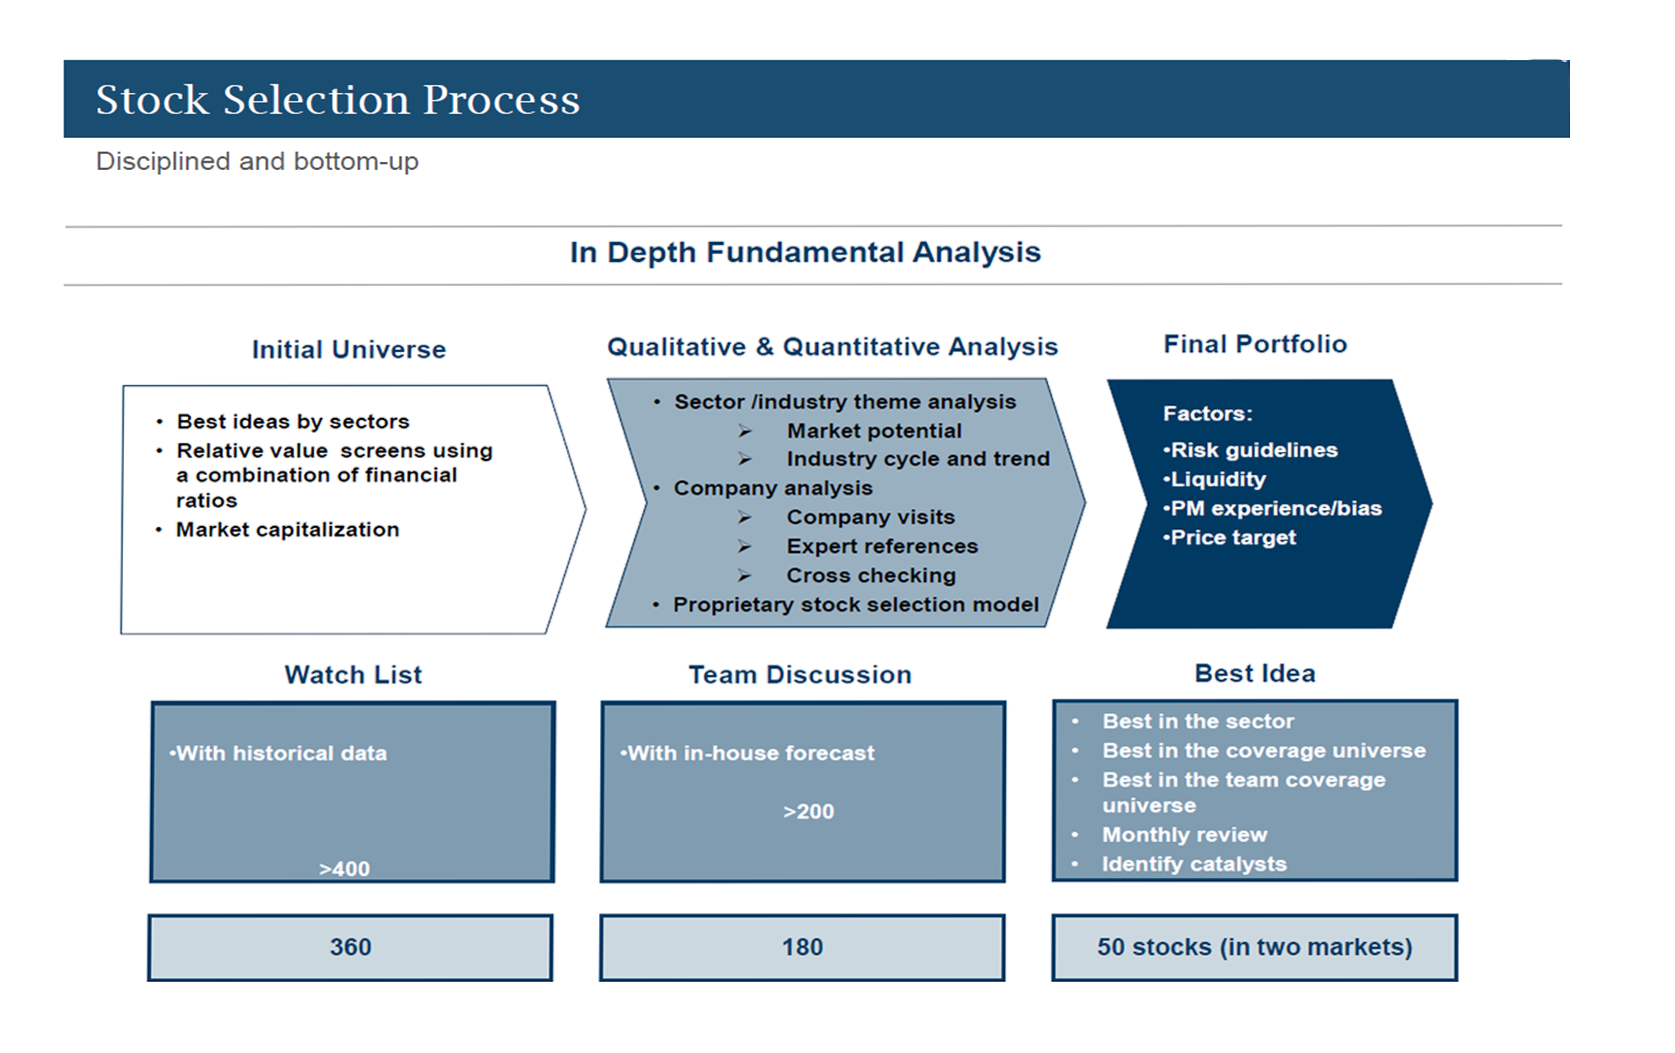 Stock Selection Process
Disciplined and bottom-up
In Depth Fundamental Analysis
Initial Universe
• Best ideas by sectors
• Relative value screens using
a combination of financial
ratios
• Market capitalization
Qualitative & Quantitative Analysis
• Sector /industry theme analysis
➢ Market potential
➢ Industry cycle and trend
• Company analysis
➢ Company visits
➢ Expert references
➢ Cross checking
• Proprietary stock selection model
Final Portfolio
Factors:
•Risk guidelines
•Liquidity
•PM experience/bias
•Price target
Watch List
•With historical data
>400
Team Discussion
•With in-house forecast
>200
Best Idea
• Best in the sector
• Best in the coverage universe
• Best in the team coverage
universe
• Monthly review
• Identify catalysts
360
180
50 stocks (in two markets)